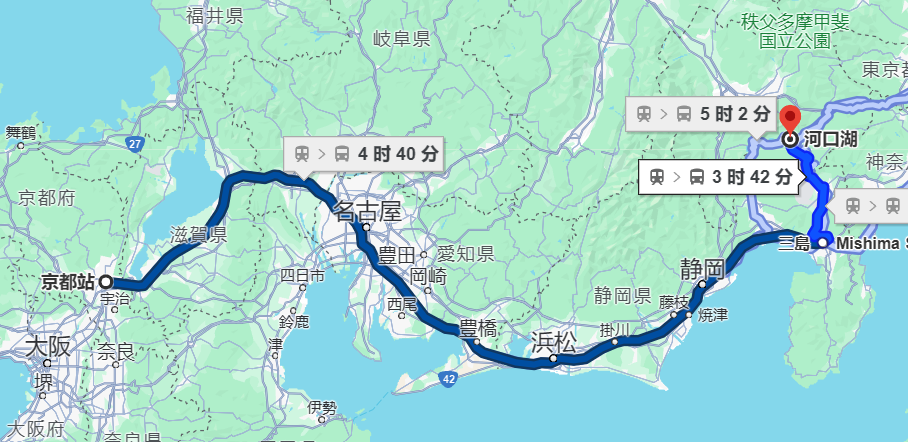 福井県
岐阜県
秩父多摩甲斐
国立公園
東京都
舞鶴
27
5 时 2 分
河口湖
4 时 40 分
神奈
3 时 42 分
京都府
名古屋
滋賀県
豊田
愛知県
三島
Mishima S
京都站
四日市
岡崎
静岡
宇治
静岡県
西尾
藤枝
焼津
鈴鹿
豊橋
掛川
大阪
奈良
津
浜松
堺
42
伊勢
大阪府
奈良県